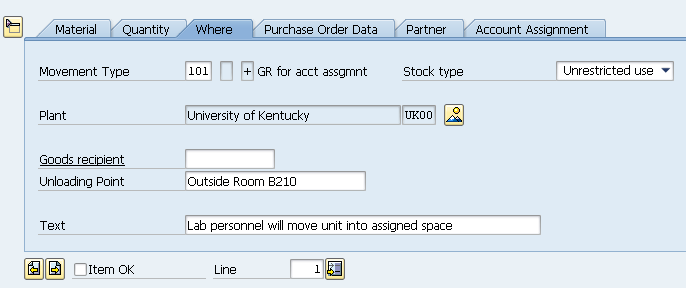 Material Quantity Where Purchase Order Data Partner Account Assignment
Movement Type 101 + GR for acct assgmnt Stock type Unrestricted use
Plant University of Kentucky UK00
Goods recipient
Unloading Point Outside Room B210
Text Lab personnel will move unit into assigned space
Item OK Line 1